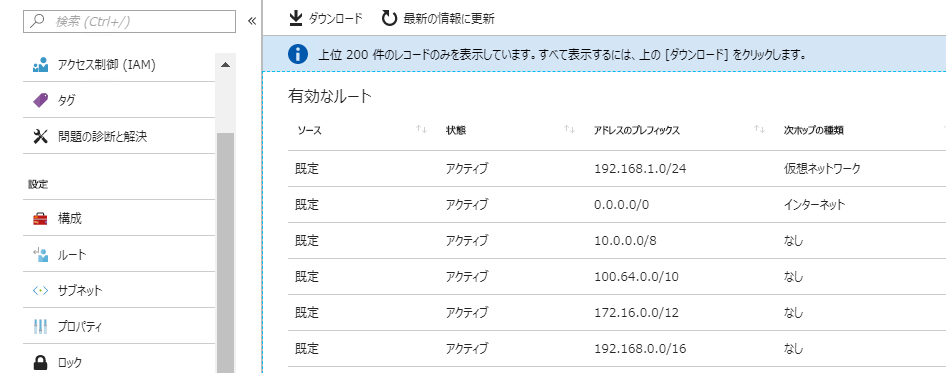 検索 (Ctrl+/)
«
アクセス制御 (IAM)
タグ
問題の診断と解決
設定
構成
ルート
サブネット
プロパティ
ロック
ダウンロード 最新の情報に更新
上位 200 件のレコードのみを表示しています。すべて表示するには、上の [ダウンロード] をクリックします。
有効なルート
ソース ↑↓ 状態 ↑↓ アドレスのプレフィックス ↑↓ 次ホップの種類
既定 アクティブ 192.168.1.0/24 仮想ネットワーク
既定 アクティブ 0.0.0.0/0 インターネット
既定 アクティブ 10.0.0.0/8 なし
既定 アクティブ 100.64.0.0/10 なし
既定 アクティブ 172.16.0.0/12 なし
既定 アクティブ 192.168.0.0/16 なし